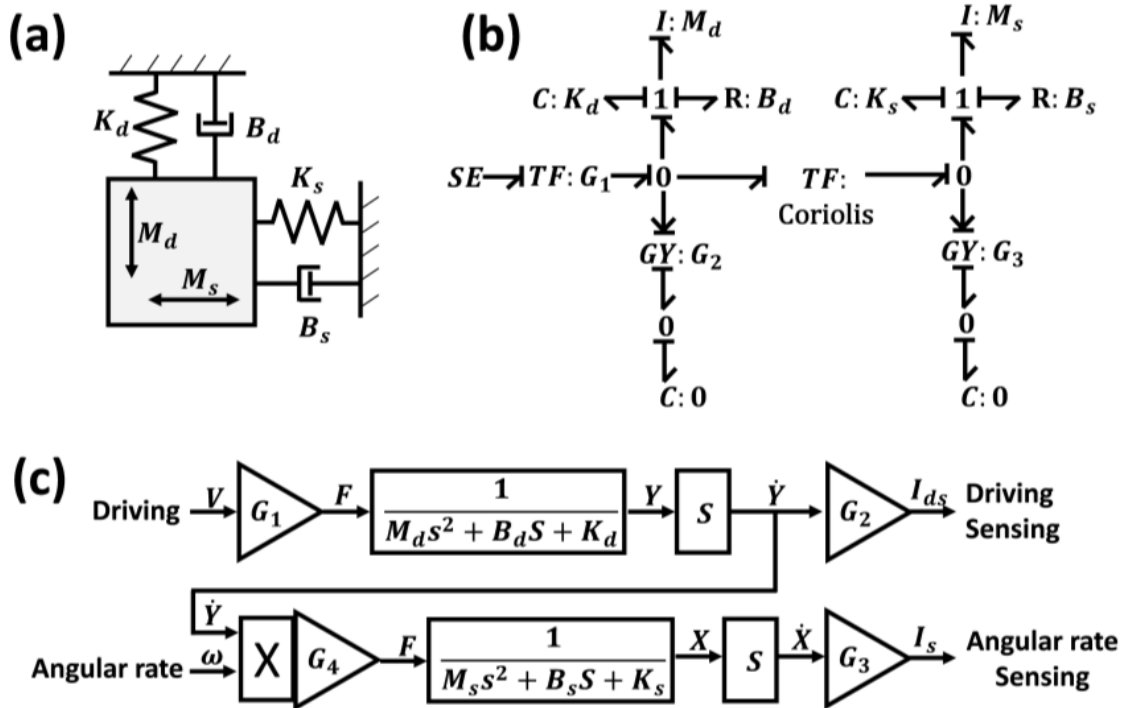 (a)
K_d
B_d
K_s
M_d
M_s
B_s
(b)
I: M_d
C: K_d 1 R: B_d
SE TF: G_1 0 TF: Coriolis 0
GY: G_2
0
C: 0
I: M_s
C: K_s 1 R: B_s
GY: G_3
0
C: 0
(c)
Driving V G_1 F 1 / (M_d s^2 + B_d S + K_d) Y S Ẏ G_2 I_ds Driving Sensing
Ẏ
Angular rate ω X G_4 F 1 / (M_s s^2 + B_s S + K_s) X S Ẋ G_3 I_s Angular rate Sensing